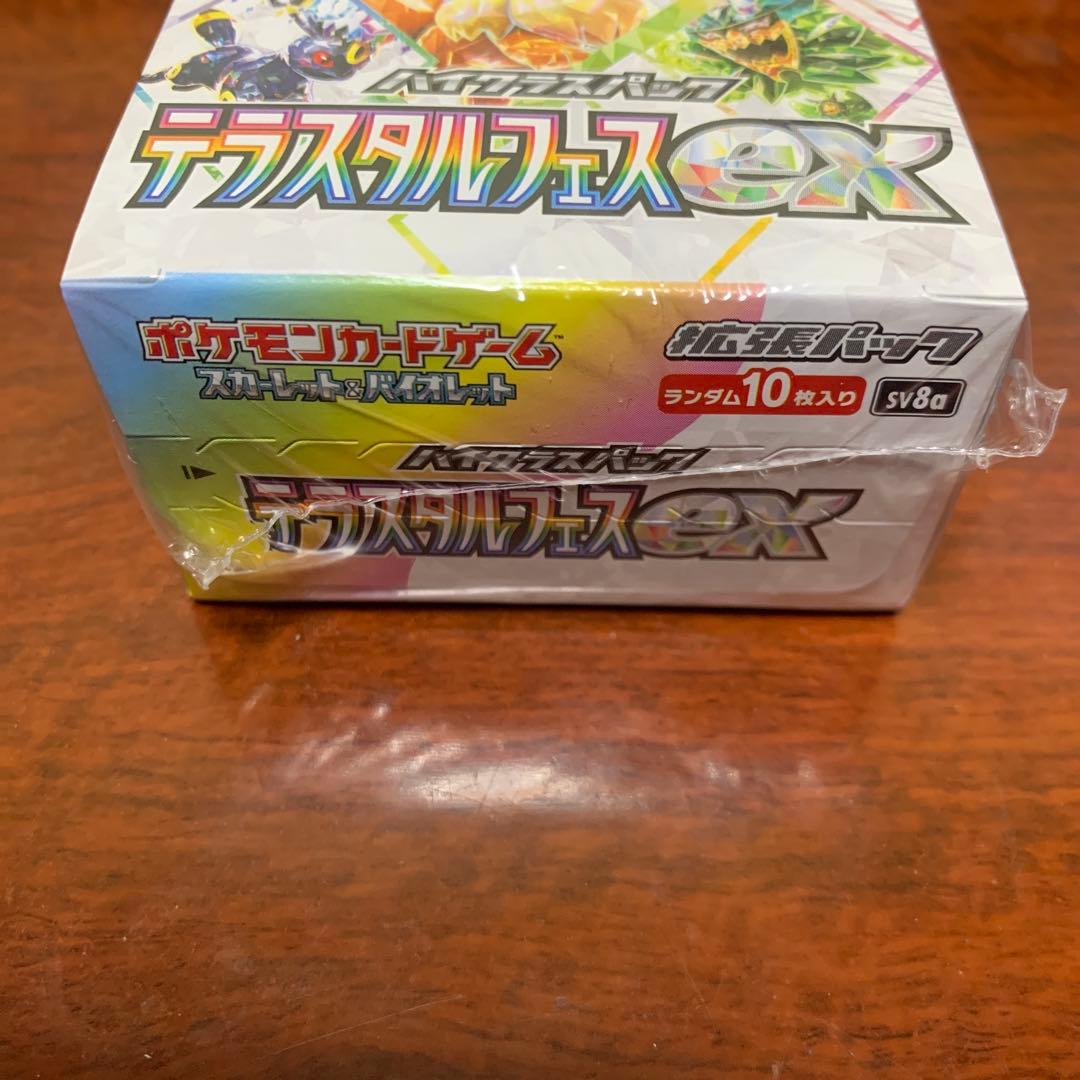 ハイクラスパック
テラスタルフェスex
ポケモンカードゲーム™
スカーレット&バイオレット
拡張パック
ランダム10枚入り
SV8a
ハイクラスパック
テラスタルフェスex